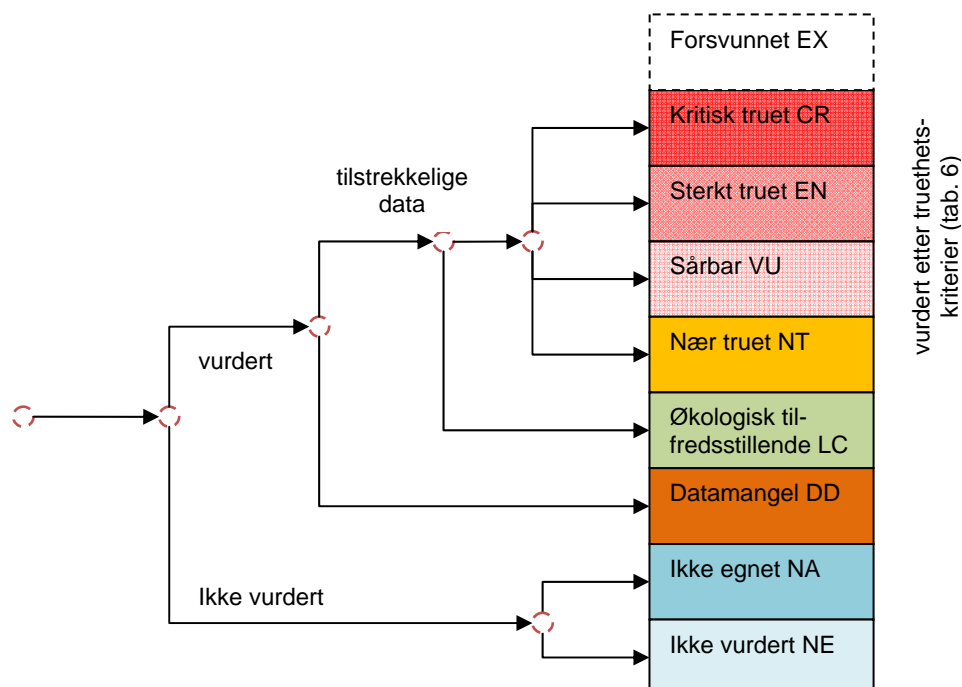 Forsvunnet EX
Kritisk truet CR
tilstrekkelige
data
Sterkt truet EN
Sårbar VU
vurdert
Nær truet NT
Økologisk til-
fredsstillende LC
Datamangel DD
Ikke vurdert
Ikke egnet NA
Ikke vurdert NE
vurdert etter truethets-
kriterier (tab. 6)